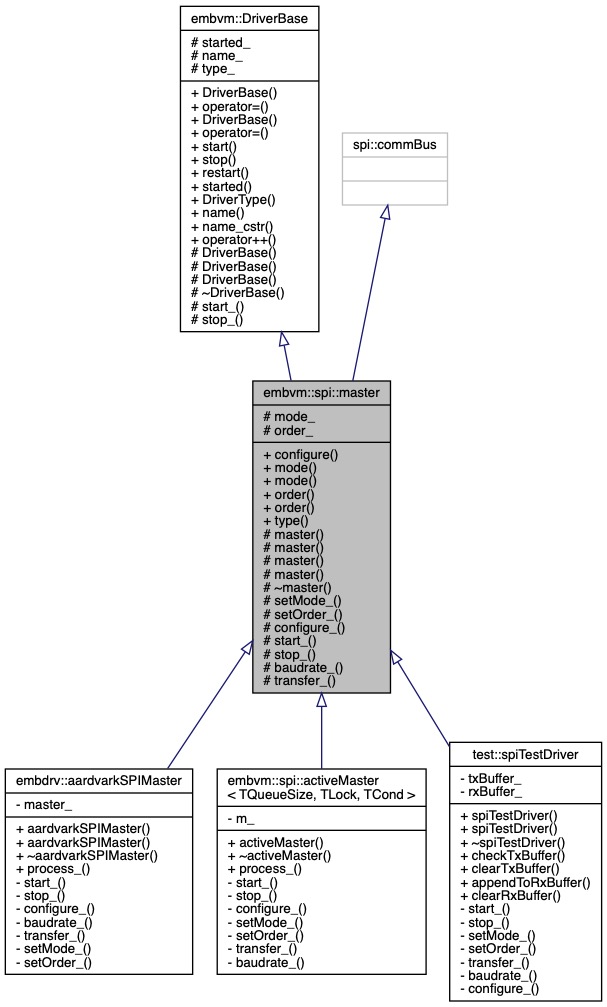 embvm::DriverBase
# started_
# name_
# type_
+ DriverBase()
+ operator=()
+ DriverBase()
+ operator=()
+ start()
+ stop()
+ restart()
+ started()
+ DriverType()
+ name()
+ name_cstr()
+ operator++()
# DriverBase()
# DriverBase()
# DriverBase()
# ~DriverBase()
# start_()
# stop_()
spi::commBus
embvm::spi::master
# mode_
# order_
+ configure()
+ mode()
+ mode()
+ order()
+ order()
+ type()
# master()
# master()
# master()
# master()
# ~master()
# setMode_()
# setOrder_()
# configure_()
# start_()
# stop_()
# baudrate_()
# transfer_()
embdrv::aardvarkSPIMaster
- master_
+ aardvarkSPIMaster()
+ aardvarkSPIMaster()
+ ~aardvarkSPIMaster()
+ process_()
- start_()
- stop_()
- configure_()
- baudrate_()
- transfer_()
- setMode_()
- setOrder_()
embvm::spi::activeMaster
< TQueueSize, TLock, TCond >
- m_
+ activeMaster()
+ ~activeMaster()
+ process_()
- start_()
- stop_()
- configure_()
- setMode_()
- setOrder_()
- transfer_()
- baudrate_()
test::spiTestDriver
- txBuffer_
- rxBuffer_
+ spiTestDriver()
+ spiTestDriver()
+ ~spiTestDriver()
+ checkTxBuffer()
+ clearTxBuffer()
+ appendToRxBuffer()
+ clearRxBuffer()
- start_()
- stop_()
- setMode_()
- setOrder_()
- transfer_()
- baudrate_()
- configure_()